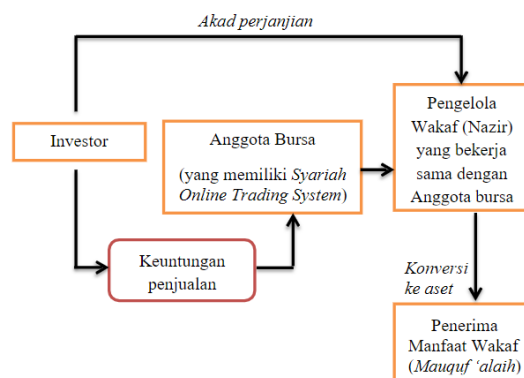 Akad perjanjian
Investor
Anggota Bursa
(yang memiliki Syariah
Online Trading System)
Pengelola
Wakaf (Nazir)
yang bekerja
sama dengan
Anggota bursa
Keuntungan
penjualan
Konversi
ke aset
Penerima
Manfaat Wakaf
(Mauquf ‘alaih)